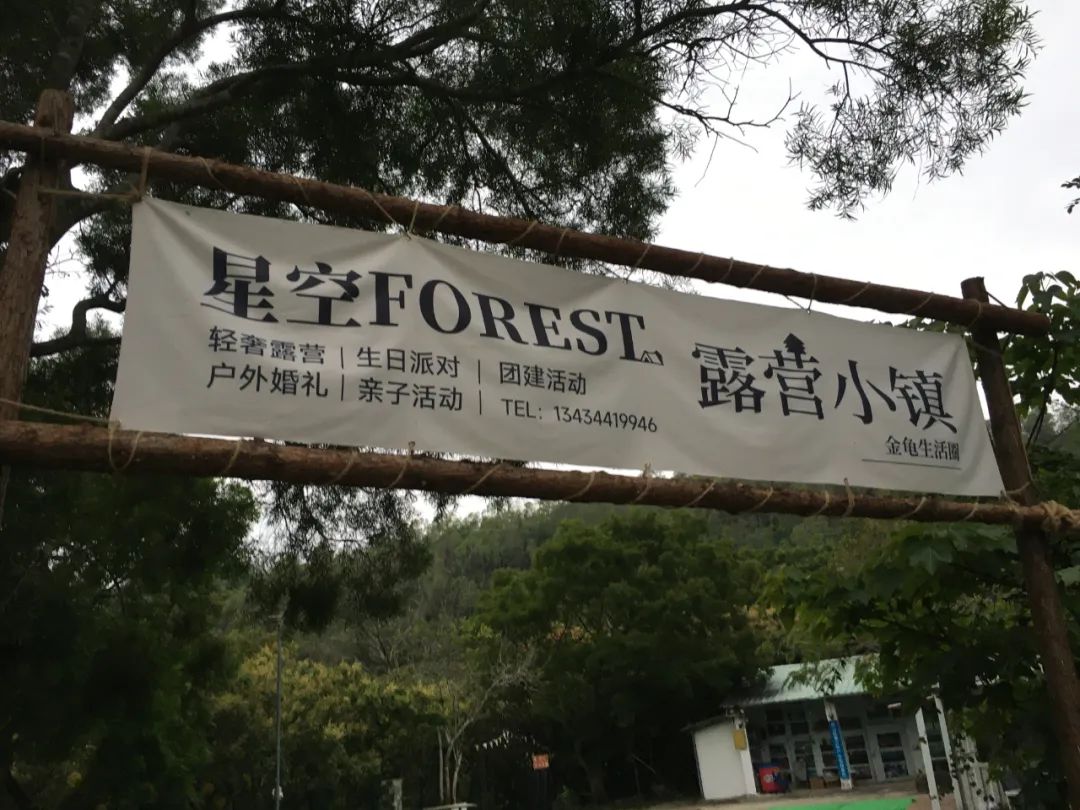 星空FOREST
轻奢露营 | 生日派对 | 团建活动
户外婚礼 | 亲子活动 | TEL: 13434419946
露营小镇
金龟生活圈